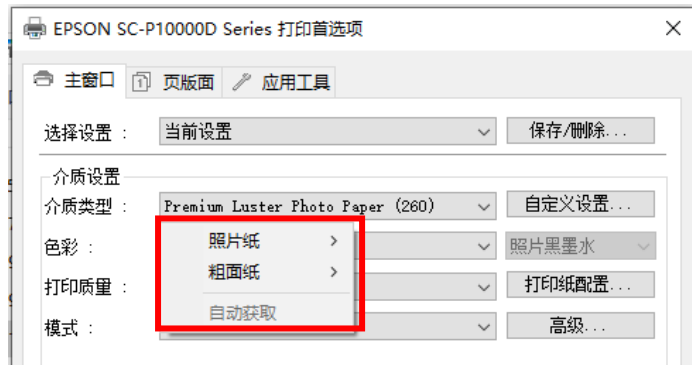 EPSON SC-P10000D Series 打印首选项
主窗口 页版面 应用工具
选择设置 : 当前设置 保存/删除...
介质设置
介质类型 : Premium Luster Photo Paper (260) 自定义设置...
色彩 : 照片纸 > 照片黑墨水
粗面纸 >
打印质量 : 打印纸配置...
自动获取
模式 : 高级...